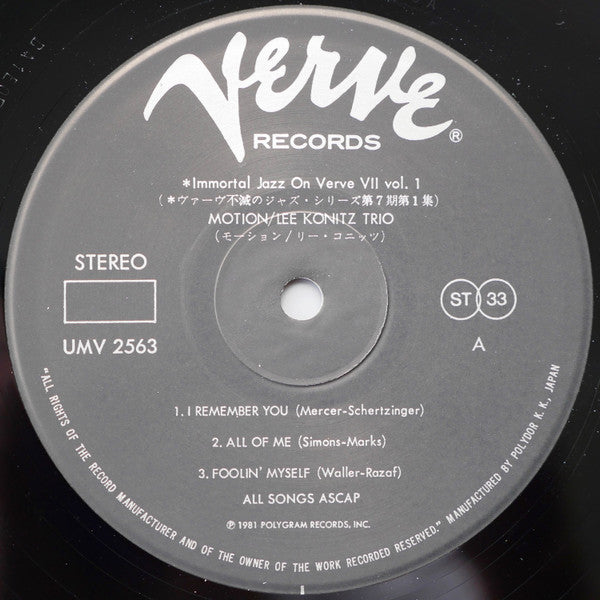 Verve®
RECORDS
*Immortal Jazz On Verve VII vol. 1
(*ヴァーヴ不滅のジャズ・シリーズ第7期第1集)
MOTION/LEE KONITZ TRIO
(モーション/リー・コニッツ)
STEREO
ST 33
UMV 2563
A
1. I REMEMBER YOU (Mercer-Schertzinger)
2. ALL OF ME (Simons-Marks)
3. FOOLIN' MYSELF (Waller-Razaf)
ALL SONGS ASCAP
℗ 1981 POLYGRAM RECORDS, INC.
"ALL RIGHTS OF THE RECORD MANUFACTURER AND OF THE OWNER OF THE WORK RECORDED RESERVED." MANUFACTURED BY POLYDOR K. K., JAPAN